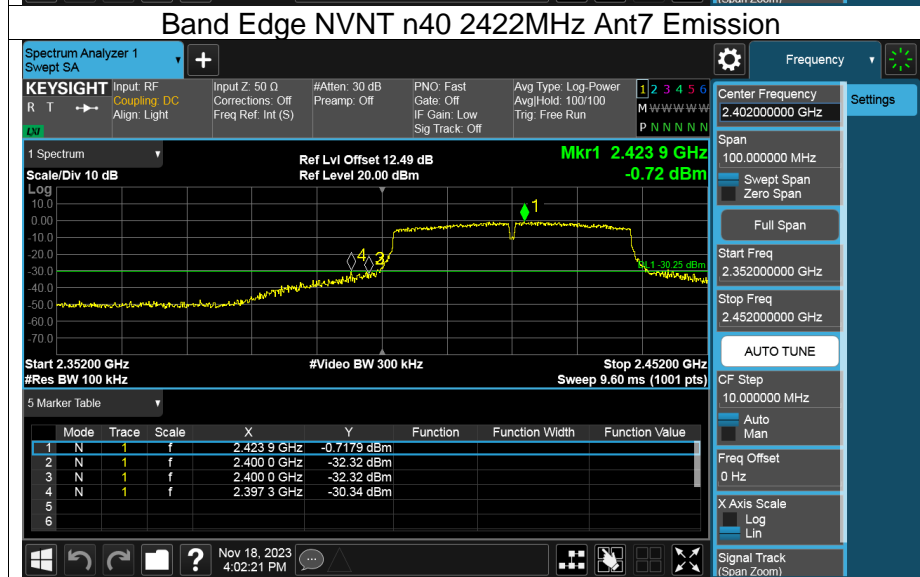 (Span Zoom)
Band Edge NVNT n40 2422MHz Ant7 Emission
Spectrum Analyzer 1
Swept SA
+
Frequency
KEYSIGHT
R T
LXI
Input: RF
Coupling: DC
Align: Light
Input Z: 50 Ω
Corrections: Off
Freq Ref: Int (S)
#Atten: 30 dB
Preamp: Off
PNO: Fast
Gate: Off
IF Gain: Low
Sig Track: Off
Avg Type: Log-Power
Avg|Hold: 100/100
Trig: Free Run
1 2 3 4 5 6
M W W W W W
P N N N N N
Center Frequency
2.402000000 GHz
Settings
Span
100.000000 MHz
Swept Span
Zero Span
Full Span
Start Freq
2.352000000 GHz
Stop Freq
2.452000000 GHz
AUTO TUNE
CF Step
10.000000 MHz
Auto
Man
Freq Offset
0 Hz
X Axis Scale
Log
Lin
Signal Track
(Span Zoom)
1 Spectrum
Scale/Div 10 dB
Log
Ref Lvl Offset 12.49 dB
Ref Level 20.00 dBm
Mkr1 2.423 9 GHz
-0.72 dBm
10.0
0.00
-10.0
-20.0
-30.0
-40.0
-50.0
-60.0
-70.0
1
4
DL1 -30.25 dBm
Start 2.35200 GHz
#Res BW 100 kHz
#Video BW 300 kHz
Stop 2.45200 GHz
Sweep 9.60 ms (1001 pts)
5 Marker Table
Mode Trace Scale X Y Function Function Width Function Value
1 N 1 f 2.423 9 GHz -0.7179 dBm
2 N 1 f 2.400 0 GHz -32.32 dBm
3 N 1 f 2.400 0 GHz -32.32 dBm
4 N 1 f 2.397 3 GHz -30.34 dBm
5
6
?
Nov 18, 2023
4:02:21 PM